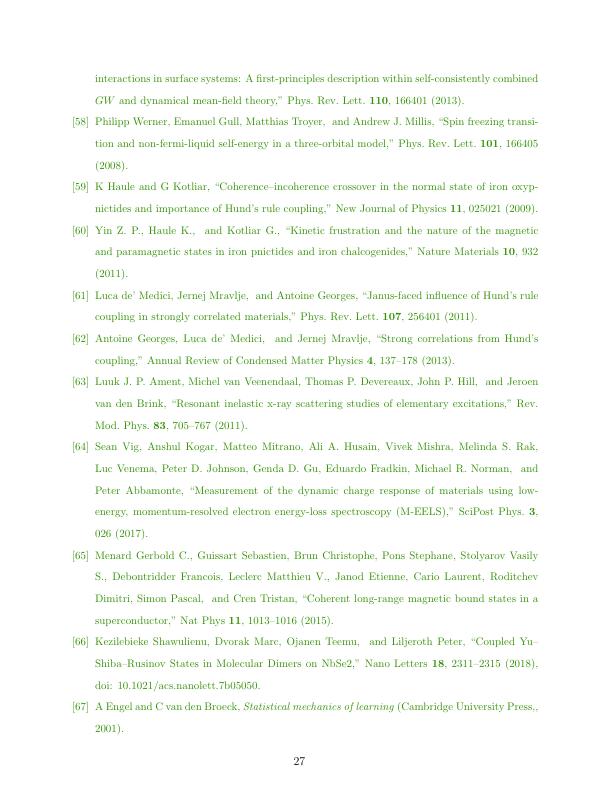 interactions in surface systems: A first-principles description within self-consistently combined
GW and dynamical mean-field theory,” Phys. Rev. Lett. 110, 166401 (2013).
[58] Philipp Werner, Emanuel Gull, Matthias Troyer, and Andrew J. Millis, “Spin freezing transi-
tion and non-fermi-liquid self-energy in a three-orbital model,” Phys. Rev. Lett. 101, 166405
(2008).
[59] K Haule and G Kotliar, “Coherence–incoherence crossover in the normal state of iron oxyp-
nictides and importance of Hund’s rule coupling,” New Journal of Physics 11, 025021 (2009).
[60] Yin Z. P., Haule K., and Kotliar G., “Kinetic frustration and the nature of the magnetic
and paramagnetic states in iron pnictides and iron chalcogenides,” Nature Materials 10, 932
(2011).
[61] Luca de’ Medici, Jernej Mravlje, and Antoine Georges, “Janus-faced influence of Hund’s rule
coupling in strongly correlated materials,” Phys. Rev. Lett. 107, 256401 (2011).
[62] Antoine Georges, Luca de’ Medici, and Jernej Mravlje, “Strong correlations from Hund’s
coupling,” Annual Review of Condensed Matter Physics 4, 137–178 (2013).
[63] Luuk J. P. Ament, Michel van Veenendaal, Thomas P. Devereaux, John P. Hill, and Jeroen
van den Brink, “Resonant inelastic x-ray scattering studies of elementary excitations,” Rev.
Mod. Phys. 83, 705–767 (2011).
[64] Sean Vig, Anshul Kogar, Matteo Mitrano, Ali A. Husain, Vivek Mishra, Melinda S. Rak,
Luc Venema, Peter D. Johnson, Genda D. Gu, Eduardo Fradkin, Michael R. Norman, and
Peter Abbamonte, “Measurement of the dynamic charge response of materials using low-
energy, momentum-resolved electron energy-loss spectroscopy (M-EELS),” SciPost Phys. 3,
026 (2017).
[65] Menard Gerbold C., Guissart Sebastien, Brun Christophe, Pons Stephane, Stolyarov Vasily
S., Debontridder Francois, Leclerc Matthieu V., Janod Etienne, Cario Laurent, Roditchev
Dimitri, Simon Pascal, and Cren Tristan, “Coherent long-range magnetic bound states in a
superconductor,” Nat Phys 11, 1013–1016 (2015).
[66] Kezilebieke Shawulienu, Dvorak Marc, Ojanen Teemu, and Liljeroth Peter, “Coupled Yu–
Shiba–Rusinov States in Molecular Dimers on NbSe2,” Nano Letters 18, 2311–2315 (2018),
doi: 10.1021/acs.nanolett.7b05050.
[67] A Engel and C van den Broeck, Statistical mechanics of learning (Cambridge University Press.,
2001).
27